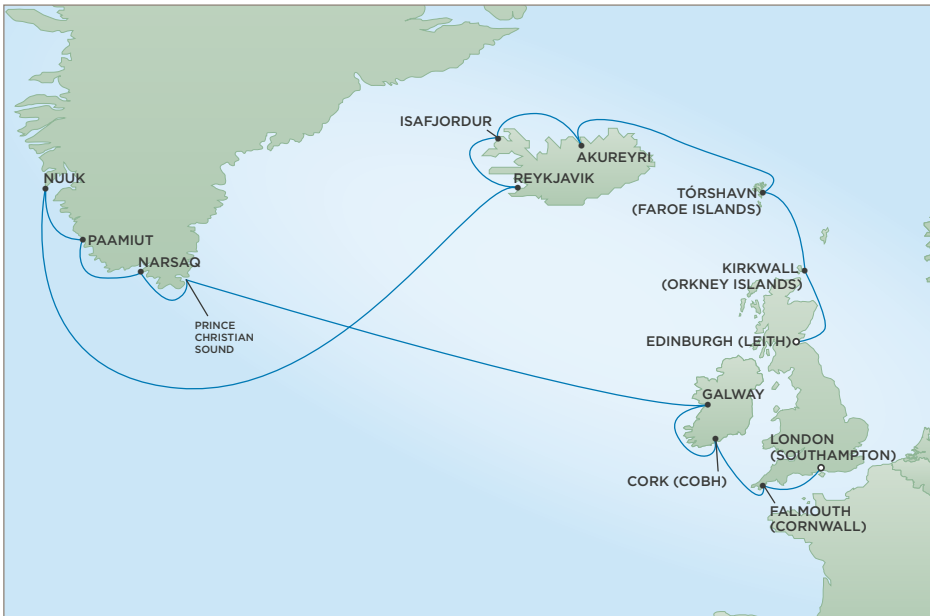 ISAFJORDUR
AKUREYRI
REYKJAVIK
NUUK
TÓRSHAVN
(FAROE ISLANDS)
PAAMIUT
NARSAQ
KIRKWALL
(ORKNEY ISLANDS)
PRINCE
CHRISTIAN
SOUND
EDINBURGH (LEITH)
GALWAY
LONDON
(SOUTHAMPTON)
CORK (COBH)
FALMOUTH
(CORNWALL)